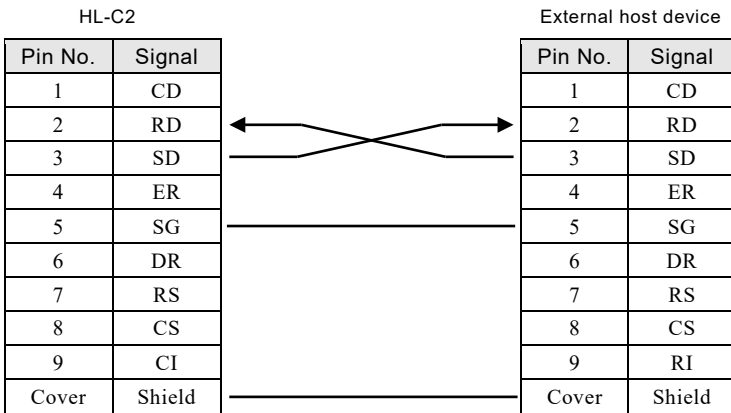 HL-C2 External host device
Pin No. Signal Pin No. Signal
1 CD 1 CD
2 RD 2 RD
3 SD 3 SD
4 ER 4 ER
5 SG 5 SG
6 DR 6 DR
7 RS 7 RS
8 CS 8 CS
9 CI 9 RI
Cover Shield Cover Shield